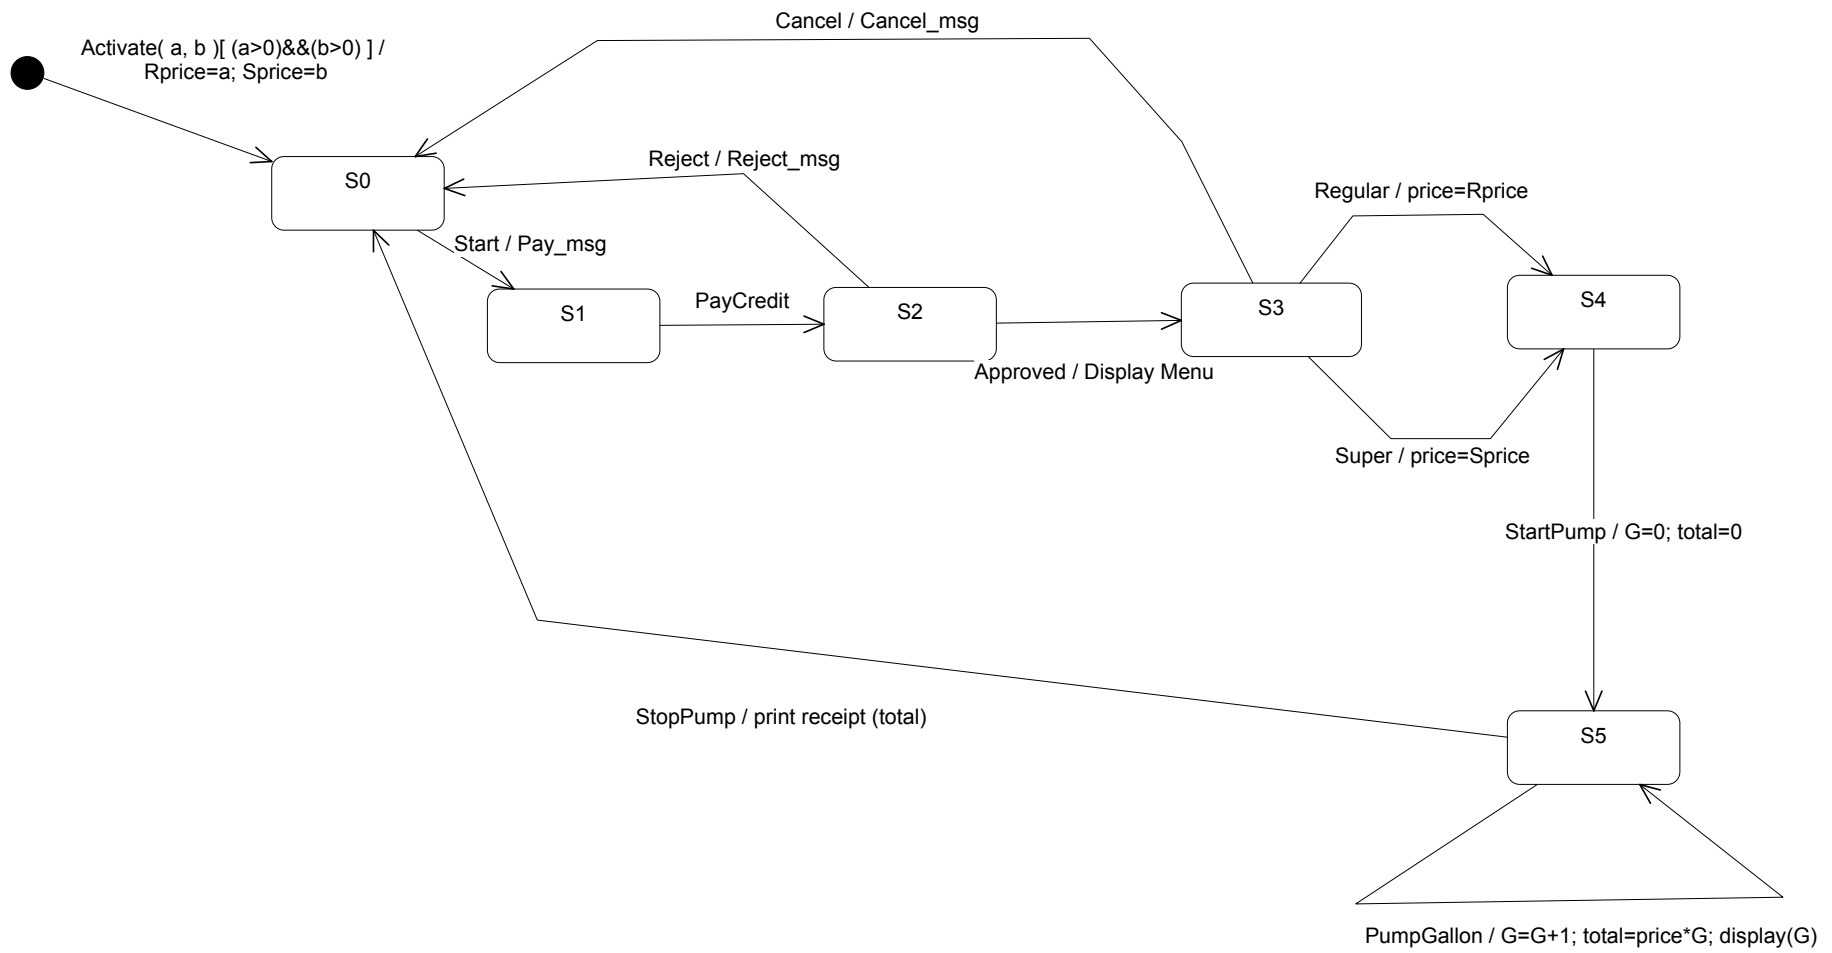 Cancel / Cancel_msg
Activate( a, b )[ (a>0)&&(b>0) ] /
Rprice=a; Sprice=b
Reject / Reject_msg
S0
Regular / price=Rprice
Start / Pay_msg
PayCredit
S1
S2
S3
S4
Approved / Display Menu
Super / price=Sprice
StartPump / G=0; total=0
StopPump / print receipt (total)
S5
PumpGallon / G=G+1; total=price*G; display(G)